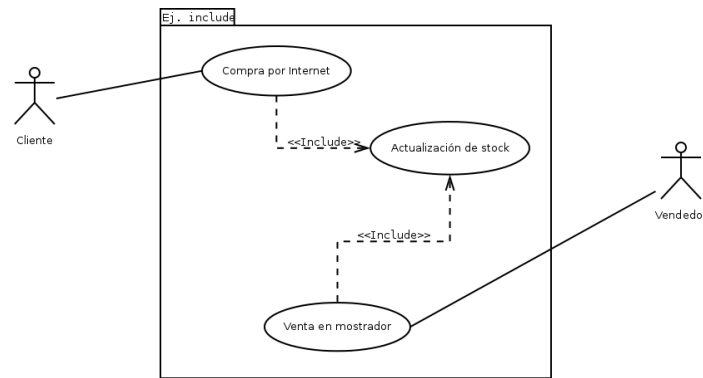 Ej. include
Compra por Internet
Cliente
<<Include>>
Actualización de stock
Vendedo
<<Include>>
Venta en mostrador